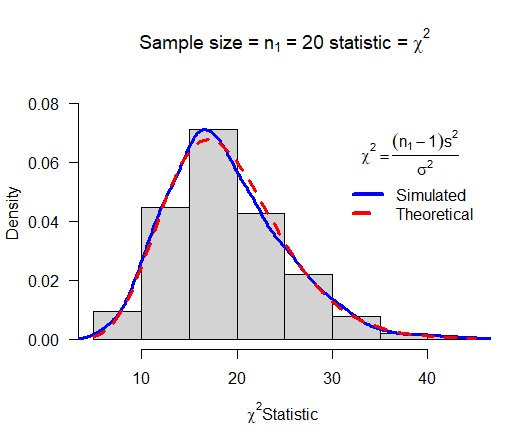 Sample size = n₁ = 20 statistic = χ²
0.08
0.06
0.04
0.02
0.00
Density
χ² = (n₁ − 1)s² / σ²
Simulated
Theoretical
10 20 30 40
χ²Statistic